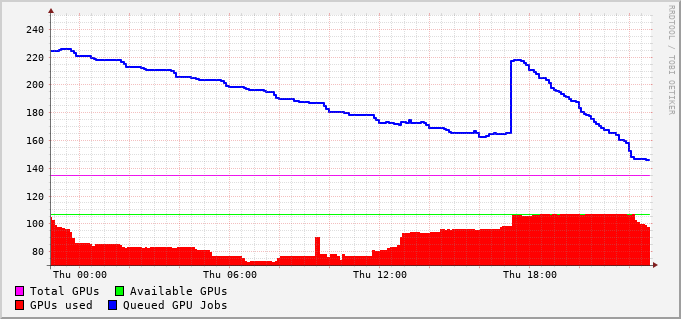 RRDTOOL / TOBI OETIKER
240
220
200
180
160
140
120
100
80
Thu 00:00 Thu 06:00 Thu 12:00 Thu 18:00
Total GPUs Available GPUs
GPUs used Queued GPU Jobs